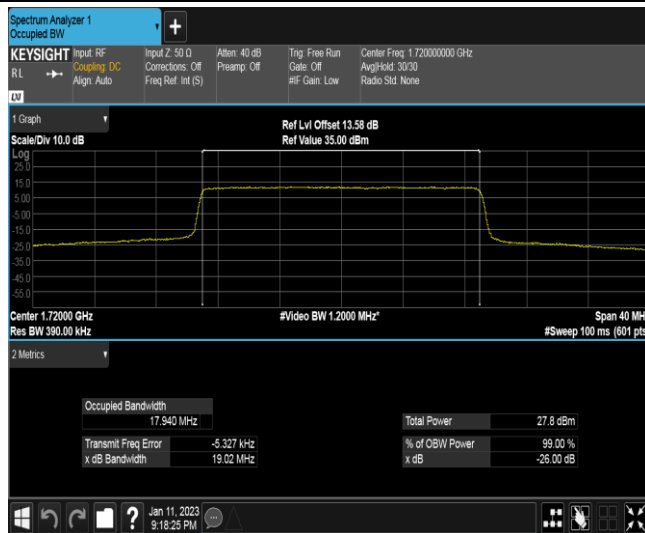 Spectrum Analyzer 1
Occupied BW
KEYSIGHT
RL
Input: RF
Coupling: DC
Align: Auto
Input Z: 50 Ω
Corrections: Off
Freq Ref: Int (S)
Atten: 40 dB
Preamp: Off
Trig: Free Run
Gate: Off
#IF Gain: Low
Center Freq: 1.720000000 GHz
Avg|Hold: 30/30
Radio Std: None
LXI
1 Graph
Scale/Div 10.0 dB
Ref Lvl Offset 13.58 dB
Ref Value 35.00 dBm
Log
25.0
15.0
5.00
-5.00
-15.0
-25.0
-35.0
-45.0
-55.0
Center 1.72000 GHz
#Video BW 1.2000 MHz*
Span 40 MH
Res BW 390.00 kHz
#Sweep 100 ms (601 pts
2 Metrics
Occupied Bandwidth
17.940 MHz
Total Power 27.8 dBm
Transmit Freq Error -5.327 kHz
% of OBW Power 99.00 %
x dB Bandwidth 19.02 MHz
x dB -26.00 dB
?
Jan 11, 2023
9:18:25 PM